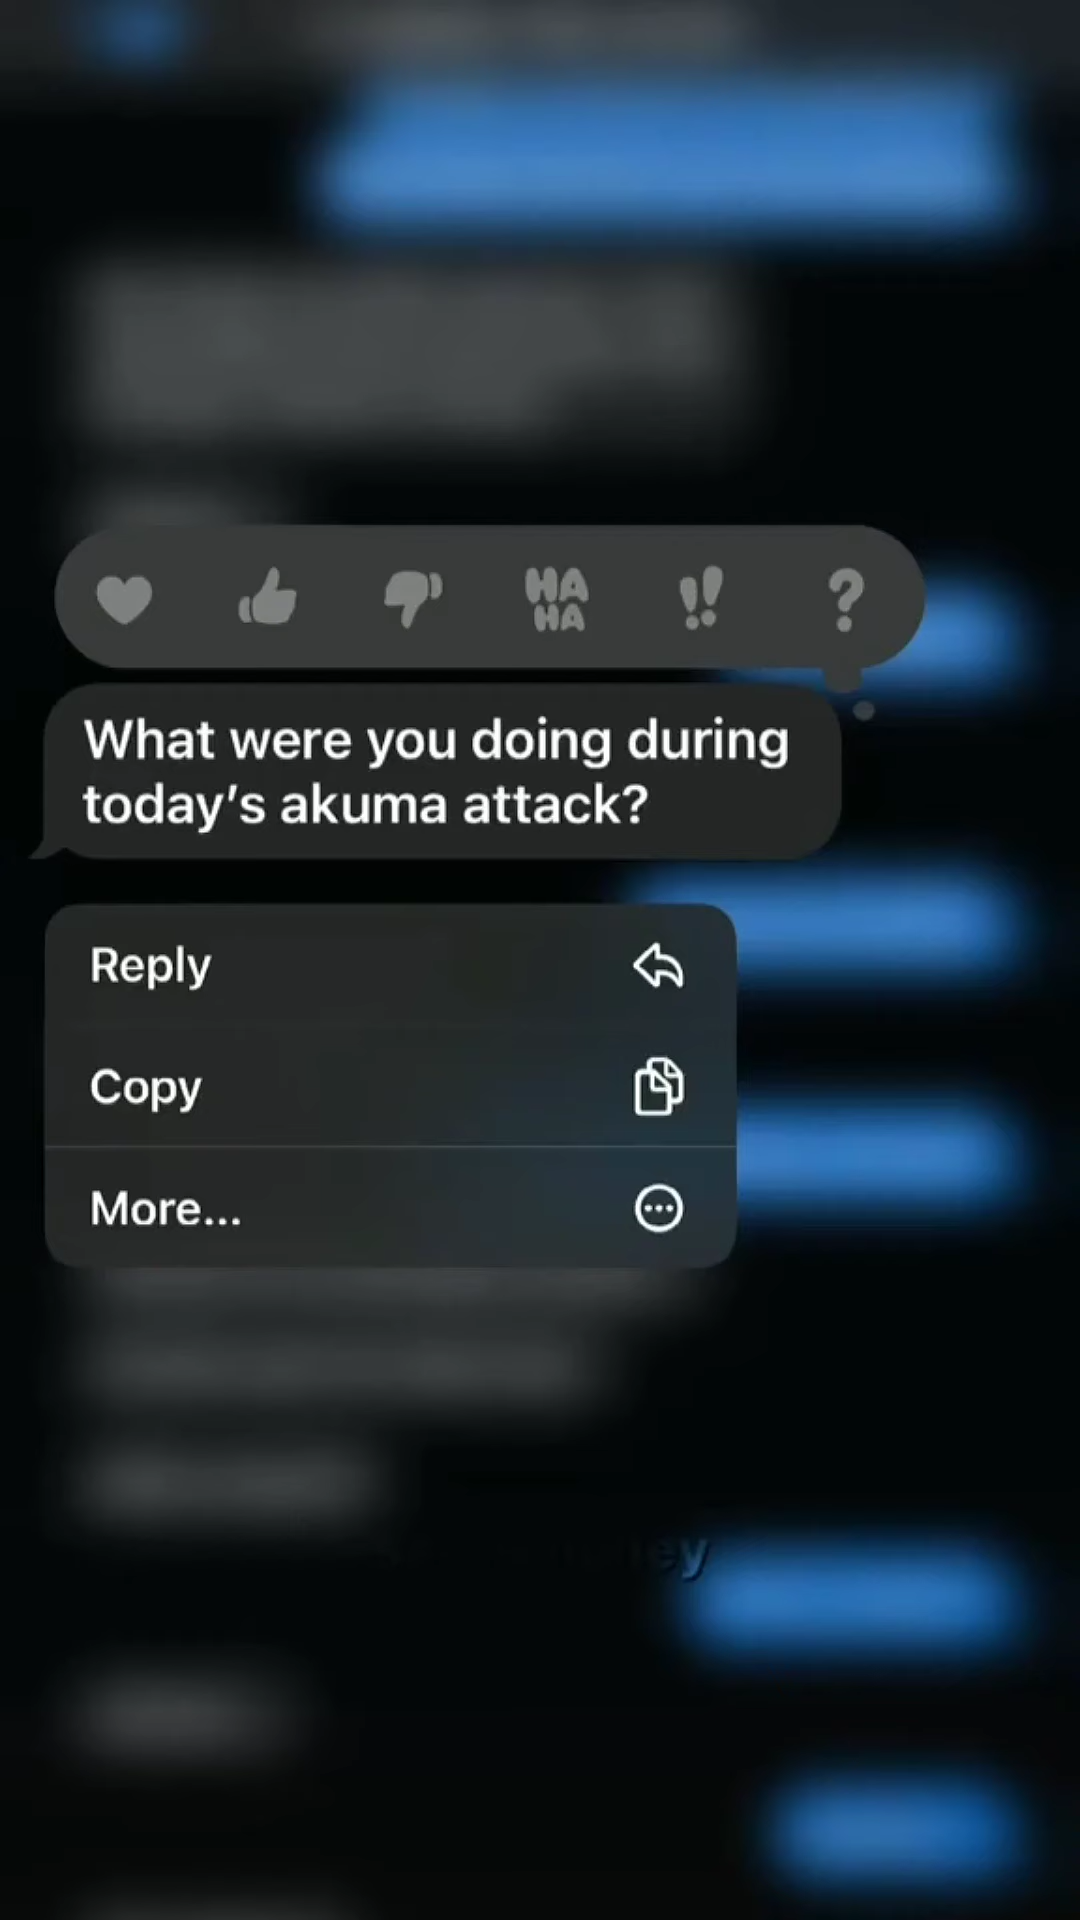 HA
HA
What were you doing during
today's akuma attack?
Reply
Copy
More...